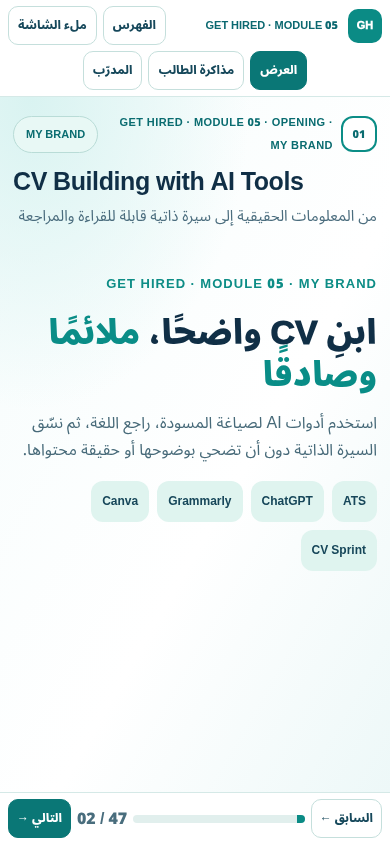 GH
GET HIRED · MODULE 05
الفهرس
ملء الشاشة
العرض
مذاكرة الطالب
المدرّب
01
GET HIRED · MODULE 05 · OPENING ·
MY BRAND
MY BRAND
CV Building with AI Tools
من المعلومات الحقيقية إلى سيرة ذاتية قابلة للقراءة والمراجعة
GET HIRED · MODULE 05 · MY BRAND
ابنِ CV واضحًا، ملائمًا
وصادقًا
استخدم أدوات AI لصياغة المسودة، راجع اللغة، ثم نسّق
السيرة الذاتية دون أن تضحي بوضوحها أو حقيقة محتواها.
ATS
ChatGPT
Grammarly
Canva
CV Sprint
السابق ←
02 / 47
التالي →